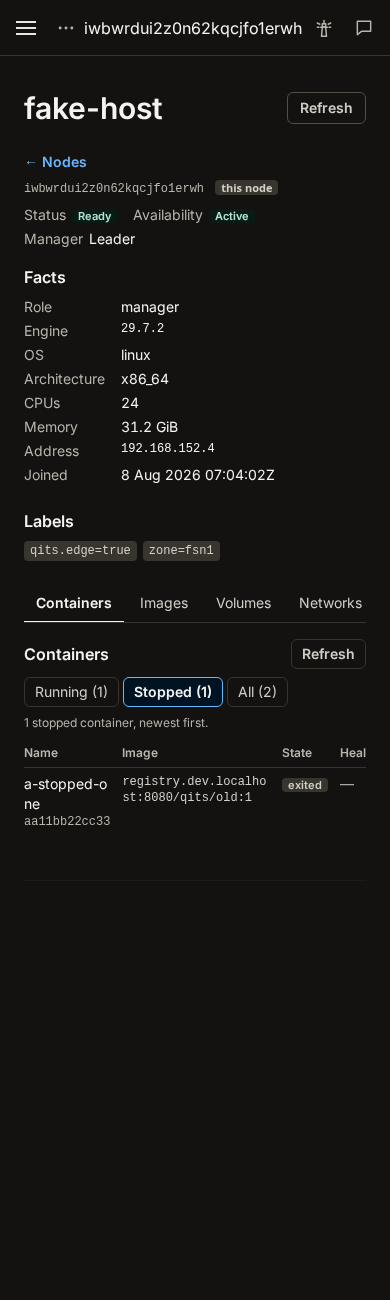 iwbwrdui2z0n62kqcjfo1erwh
fake-host
Refresh
← Nodes
iwbwrdui2z0n62kqcjfo1erwh this node
Status Ready Availability Active
Manager Leader
Facts
Role manager
Engine 29.7.2
OS linux
Architecture x86_64
CPUs 24
Memory 31.2 GiB
Address 192.168.152.4
Joined 8 Aug 2026 07:04:02Z
Labels
qits.edge=true zone=fsn1
Containers Images Volumes Networks
Containers
Refresh
Running (1) Stopped (1) All (2)
1 stopped container, newest first.
Name Image State Heal
a-stopped-o
ne
aa11bb22cc33
registry.dev.localho
st:8080/qits/old:1
exited
—